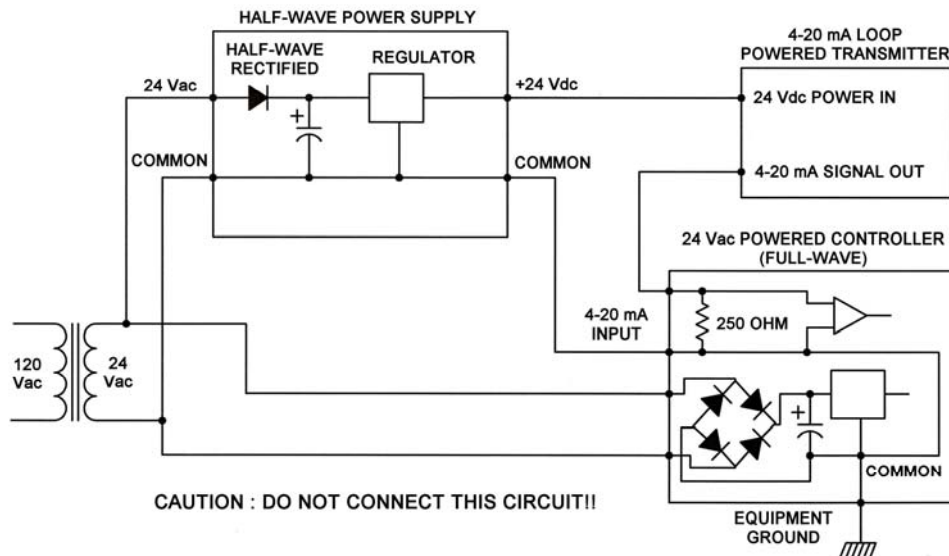 HALF-WAVE POWER SUPPLY
HALF-WAVE
RECTIFIED
REGULATOR
4-20 mA LOOP
POWERED TRANSMITTER
24 Vac
+24 Vdc
24 Vdc POWER IN
+
COMMON
COMMON
4-20 mA SIGNAL OUT
24 Vac POWERED CONTROLLER
(FULL-WAVE)
4-20 mA
INPUT
250 OHM
120
Vac
24
Vac
+
COMMON
CAUTION : DO NOT CONNECT THIS CIRCUIT!!
EQUIPMENT
GROUND